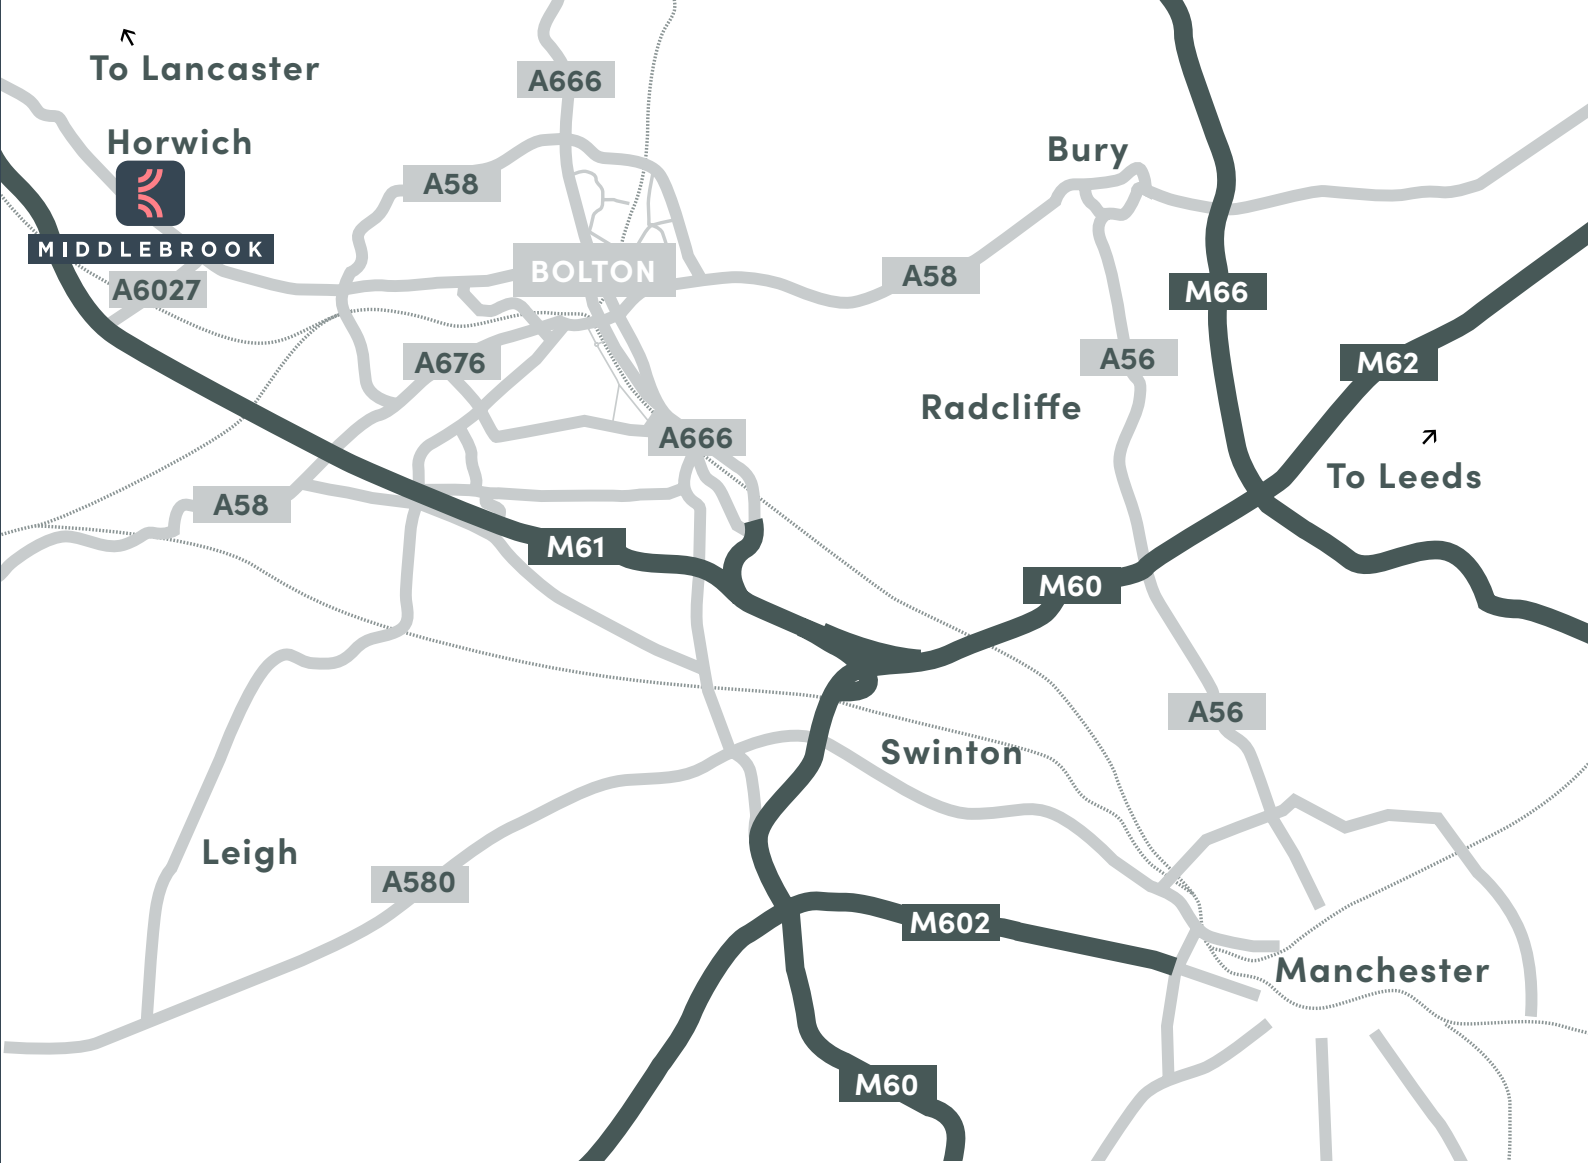 To Lancaster
A666
Horwich
Bury
A58
MIDDLEBROOK
BOLTON
A58
A6027
M66
A676
A56
M62
Radcliffe
A666
To Leeds
A58
M61
M60
A56
Swinton
Leigh
A580
M602
Manchester
M60